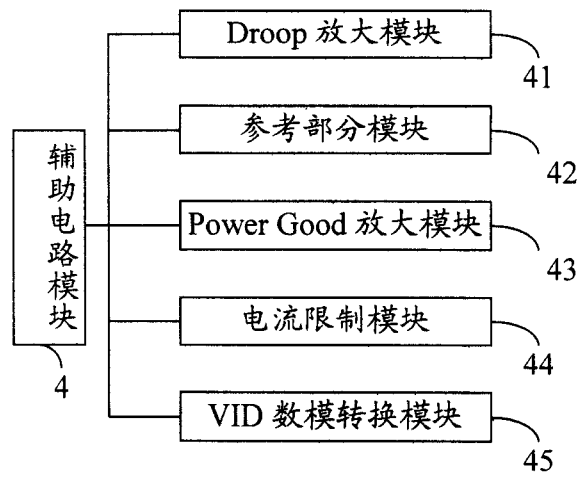 辅助电路模块
4
Droop 放大模块
41
参考部分模块
42
Power Good 放大模块
43
电流限制模块
44
VID 数模转换模块
45